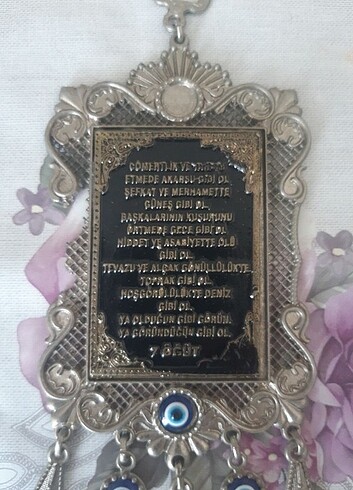 CÖMERTLİK VE YARDIM
ETMEDE AKARSU GİBİ OL.
ŞEFKAT VE MERHAMETTE
GÜNEŞ GİBİ OL.
BAŞKALARININ KUSURUNU
ÖRTMEDE GECE GİBİ OL.
HİDDET VE ASABİYETTE ÖLÜ
GİBİ OL.
TEVAZU VE ALÇAK GÖNÜLLÜLÜKTE
TOPRAK GİBİ OL.
HOŞGÖRÜLÜLÜKTE DENİZ
GİBİ OL.
YA OLDUĞUN GİBİ GÖRÜN,
YA GÖRÜNDÜĞÜN GİBİ OL.
7 ÖĞÜT